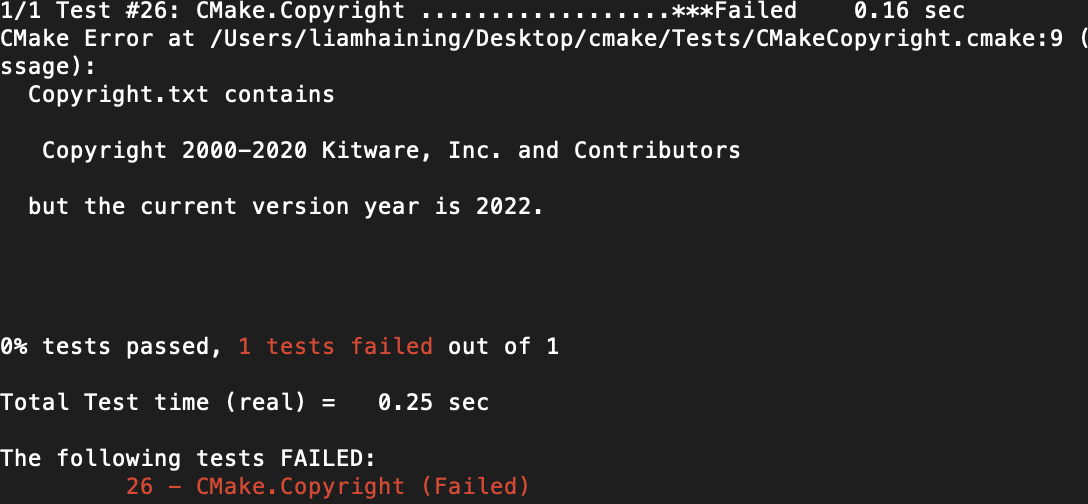 1/1 Test #26: CMake.Copyright ..................***Failed    0.16 sec
CMake Error at /Users/liamhaining/Desktop/cmake/Tests/CMakeCopyright.cmake:9 (
ssage):
  Copyright.txt contains
   Copyright 2000-2020 Kitware, Inc. and Contributors
  but the current version year is 2022.
0% tests passed, 1 tests failed out of 1
Total Test time (real) =   0.25 sec
The following tests FAILED:
         26 - CMake.Copyright (Failed)